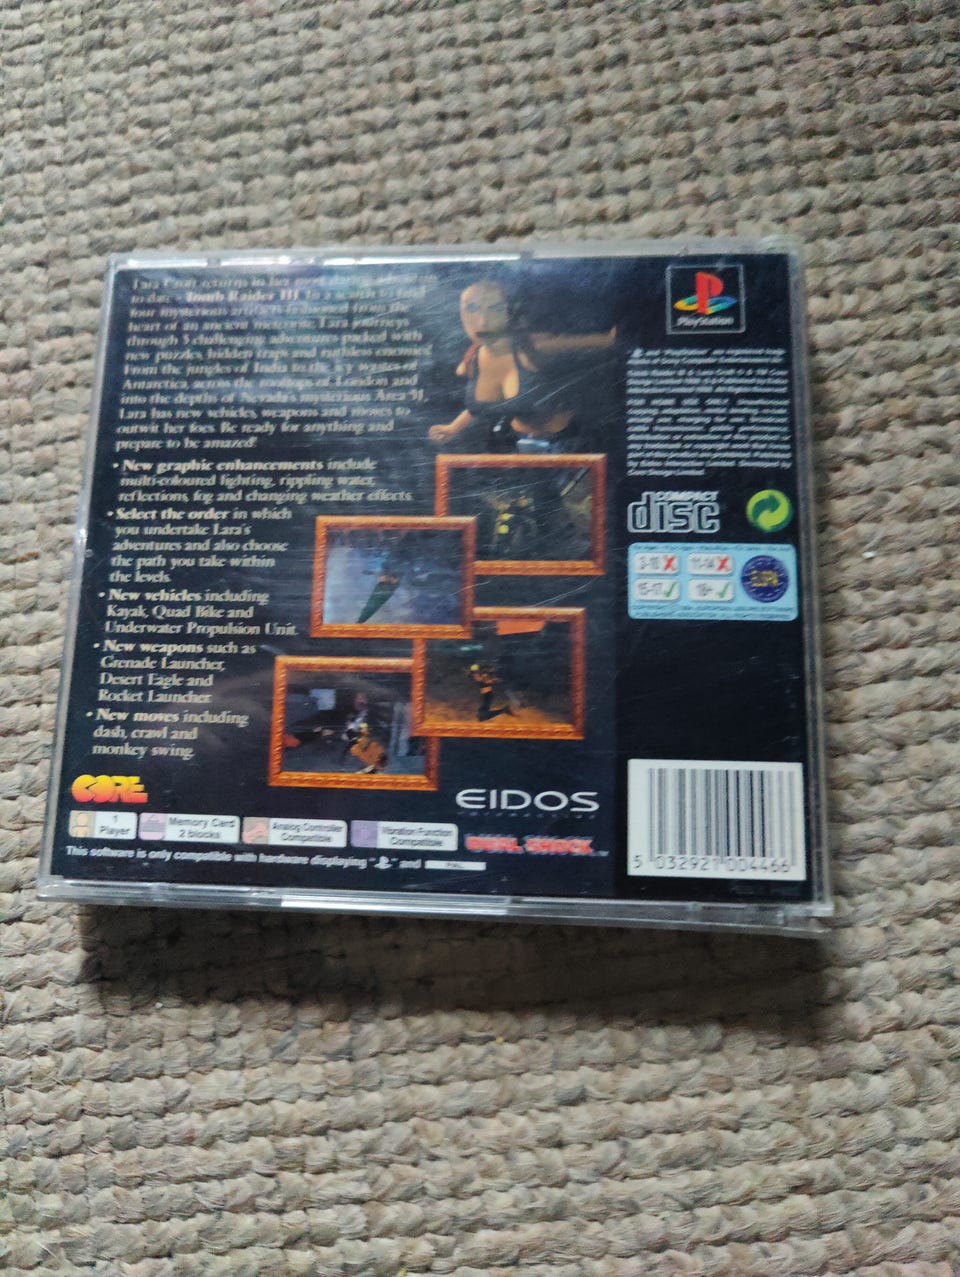 Lara Croft returns in her most daring adventure
to date - Tomb Raider III. In a search to find
four mysterious artefacts fashioned from the
heart of an ancient meteorite, Lara journeys
through 5 challenging adventures packed with
new puzzles, hidden traps and ruthless enemies!
From the jungles of India to the icy wastes of
Antarctica, across the rooftops of London and
into the depths of Nevada's mysterious Area 51,
Lara has new vehicles, weapons and moves to
outwit her foes. Be ready for anything and
prepare to be amazed!
• New graphic enhancements include
multi-coloured lighting, rippling water,
reflections, fog and changing weather effects.
• Select the order in which
you undertake Lara's
adventures and also choose
the path you take within
the levels.
• New vehicles including
Kayak, Quad Bike and
Underwater Propulsion Unit.
• New weapons such as
Grenade Launcher,
Desert Eagle and
Rocket Launcher.
• New moves including
dash, crawl and
monkey swing.
CORE
1
Player
Memory Card
2 blocks
Analog Controller
Compatible
Vibration Function
Compatible
This software is only compatible with hardware displaying " " and PAL
EIDOS
INTERACTIVE
DUAL SHOCK™
PlayStation
COMPACT
disc
3-10 X 11-14 X
15-17 ✓ 18+ ✓
ELSPA
5 032921 004466